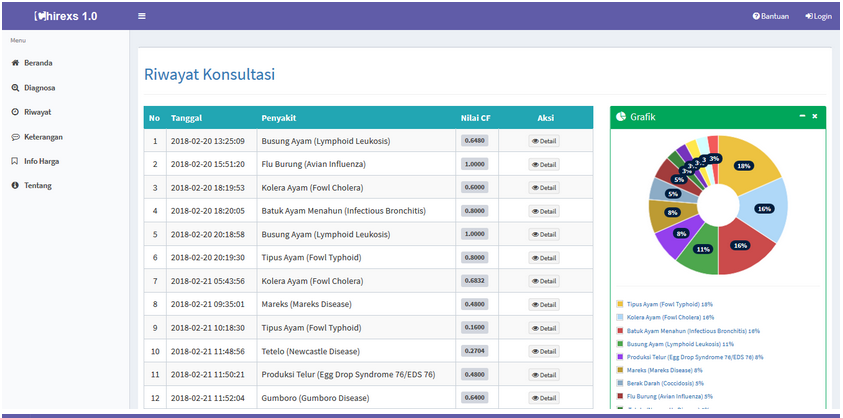 hirexs 1.0
Bantuan
Login
Menu
Beranda
Diagnosa
Riwayat
Keterangan
Info Harga
Tentang
Riwayat Konsultasi
No Tanggal Penyakit Nilai CF Aksi
1 2018-02-20 13:25:09 Busung Ayam (Lymphoid Leukosis) 0.6480 Detail
2 2018-02-20 15:51:20 Flu Burung (Avian Influenza) 1.0000 Detail
3 2018-02-20 18:19:53 Kolera Ayam (Fowl Cholera) 0.6000 Detail
4 2018-02-20 18:20:05 Batuk Ayam Menahun (Infectious Bronchitis) 0.8000 Detail
5 2018-02-20 20:18:58 Busung Ayam (Lymphoid Leukosis) 1.0000 Detail
6 2018-02-20 20:19:30 Tipus Ayam (Fowl Typhoid) 0.8000 Detail
7 2018-02-21 05:43:56 Kolera Ayam (Fowl Cholera) 0.6832 Detail
8 2018-02-21 09:35:01 Mareks (Mareks Disease) 0.4800 Detail
9 2018-02-21 10:18:30 Tipus Ayam (Fowl Typhoid) 0.1600 Detail
10 2018-02-21 11:48:56 Tetelo (Newcastle Disease) 0.2704 Detail
11 2018-02-21 11:50:21 Produksi Telur (Egg Drop Syndrome 76/EDS 76) 0.4800 Detail
12 2018-02-21 11:52:04 Gumboro (Gumboro Disease) 0.6400 Detail
Grafik
18%
16%
16%
11%
8%
8%
5%
5%
3%
3%
3%
3
3%
Tipus Ayam (Fowl Typhoid) 18%
Kolera Ayam (Fowl Cholera) 16%
Batuk Ayam Menahun (Infectious Bronchitis) 16%
Busung Ayam (Lymphoid Leukosis) 11%
Produksi Telur (Egg Drop Syndrome 76/EDS 76) 8%
Mareks (Mareks Disease) 8%
Berak Darah (Coccidosis) 5%
Flu Burung (Avian Influenza) 5%